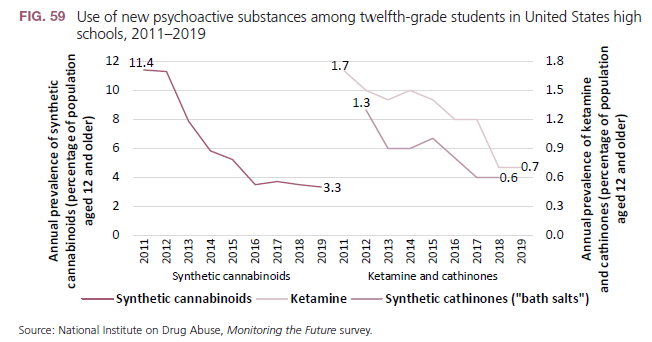 FIG. 59 Use of new psychoactive substances among twelfth-grade students in United States high
schools, 2011–2019
Annual prevalence of synthetic
cannabinoids (percentage of population
aged 12 and older)
12
10
8
6
4
2
0
11.4
3.3
1.7
1.3
0.7
0.6
1.8
1.5
1.2
0.9
0.6
0.3
0.0
Annual prevalence of ketamine
and cathinones (percentage of population
aged 12 and older)
2011 2012 2013 2014 2015 2016 2017 2018 2019 2011 2012 2013 2014 2015 2016 2017 2018 2019
Synthetic cannabinoids Ketamine and cathinones
Synthetic cannabinoids Ketamine Synthetic cathinones ("bath salts")
Source: National Institute on Drug Abuse, Monitoring the Future survey.